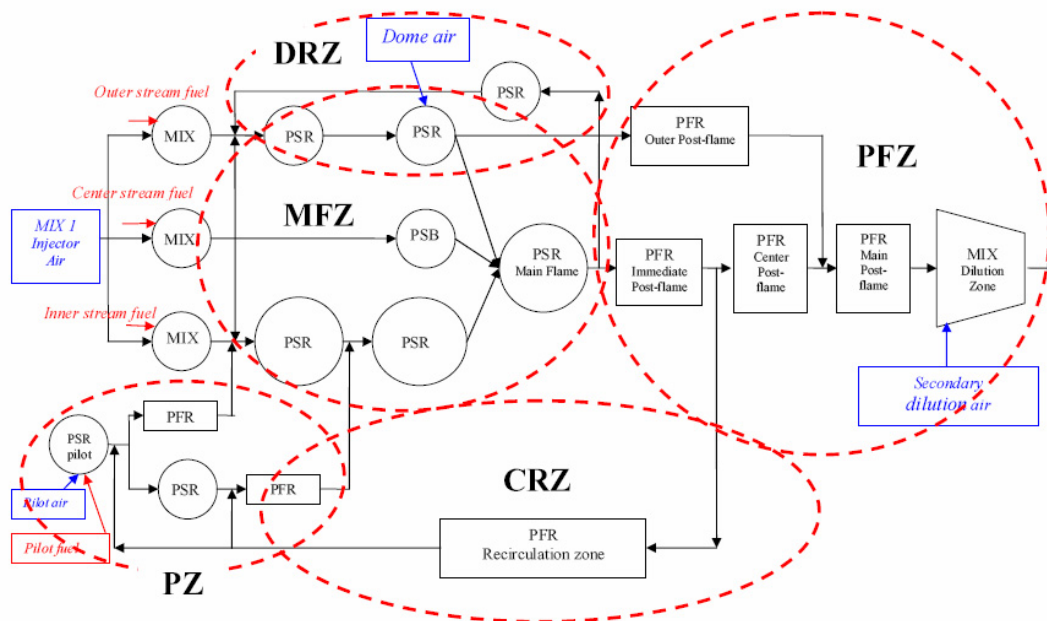 DRZ
Dome air
Outer stream fuel
MIX
PSR
PSR
PSR
PFR
Outer Post-flame
PFZ
Center stream fuel
MFZ
MIX 1
Injector
Air
MIX
PSB
PSR
Main Flame
PFR
Immediate
Post-flame
PFR
Center
Post-
flame
PFR
Main
Post-
flame
MIX
Dilution
Zone
Inner stream fuel
MIX
PSR
PSR
Secondary
dilution air
PSR
pilot
PFR
PSR
PFR
Pilot air
Pilot fuel
CRZ
PFR
Recirculation zone
PZ